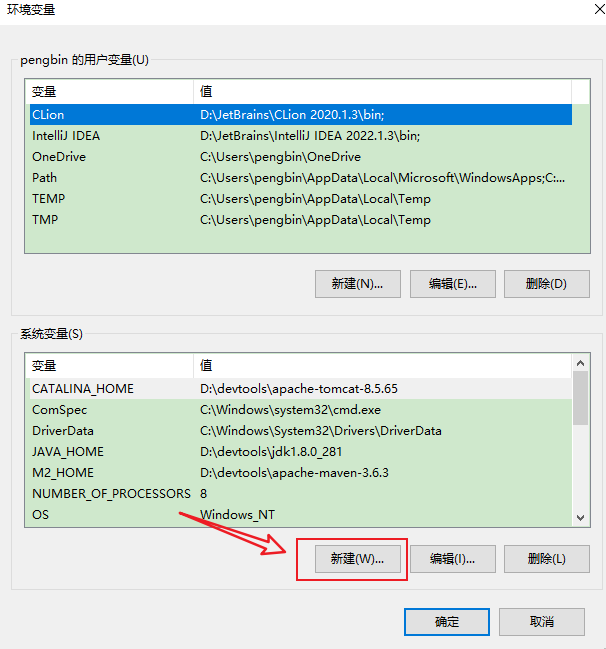 环境变量
pengbin 的用户变量(U)
变量 值
CLion D:\JetBrains\CLion 2020.1.3\bin;
IntelliJ IDEA D:\JetBrains\IntelliJ IDEA 2022.1.3\bin;
OneDrive C:\Users\pengbin\OneDrive
Path C:\Users\pengbin\AppData\Local\Microsoft\WindowsApps;C:...
TEMP C:\Users\pengbin\AppData\Local\Temp
TMP C:\Users\pengbin\AppData\Local\Temp
新建(N)... 编辑(E)... 删除(D)
系统变量(S)
变量 值
CATALINA_HOME D:\devtools\apache-tomcat-8.5.65
ComSpec C:\Windows\system32\cmd.exe
DriverData C:\Windows\System32\Drivers\DriverData
JAVA_HOME D:\devtools\jdk1.8.0_281
M2_HOME D:\devtools\apache-maven-3.6.3
NUMBER_OF_PROCESSORS 8
OS Windows_NT
新建(W)... 编辑(I)... 删除(L)
确定 取消